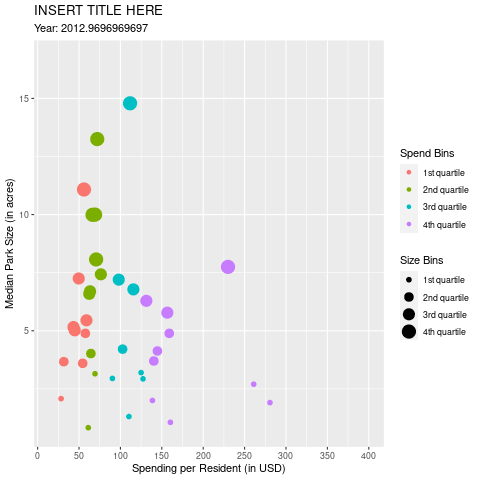 INSERT TITLE HERE
Year: 2012.9696969697
Median Park Size (in acres)
15
10
5
0 50 100 150 200 250 300 350 400
Spending per Resident (in USD)
Spend Bins
1st quartile
2nd quartile
3rd quartile
4th quartile
Size Bins
1st quartile
2nd quartile
3rd quartile
4th quartile